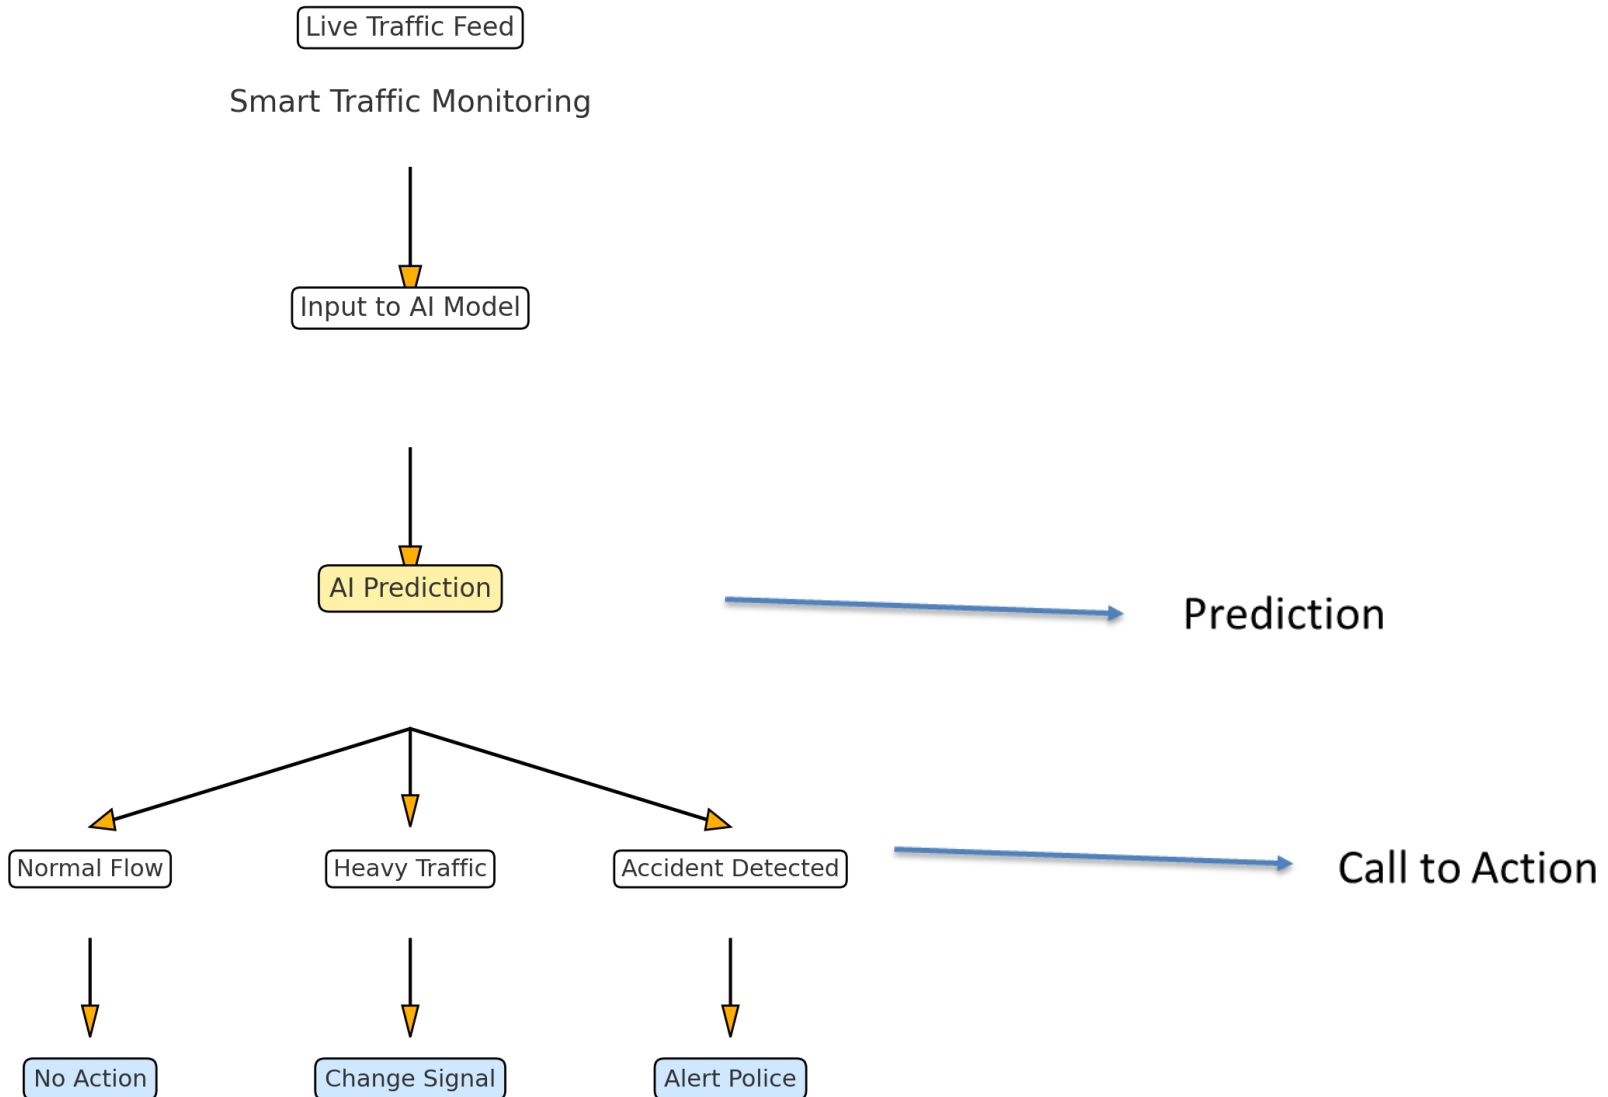 Live Traffic Feed
Smart Traffic Monitoring
Input to AI Model
AI Prediction
Prediction
Normal Flow
Heavy Traffic
Accident Detected
Call to Action
No Action
Change Signal
Alert Police